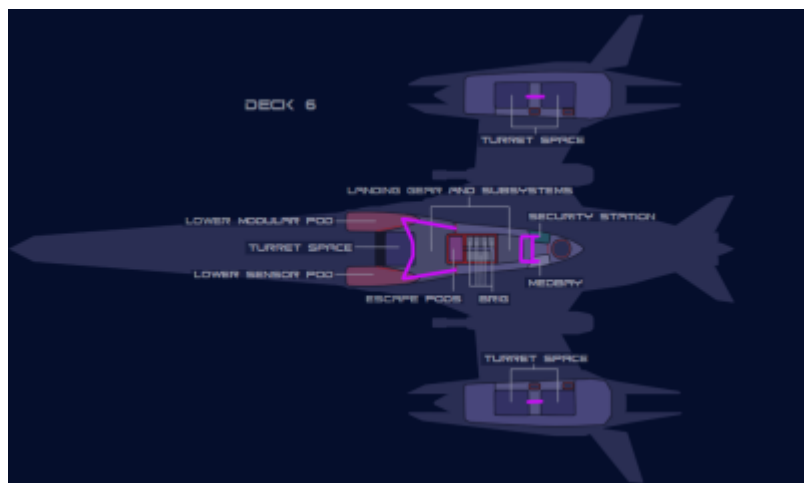 DECK 6
TURRET SPACE
LANDING GEAR AND SUBSYSTEMS
LOWER MODULAR POD
SECURITY STATION
TURRET SPACE
LOWER SENSOR POD
MEDBAY
ESCAPE PODS
BRIG
TURRET SPACE